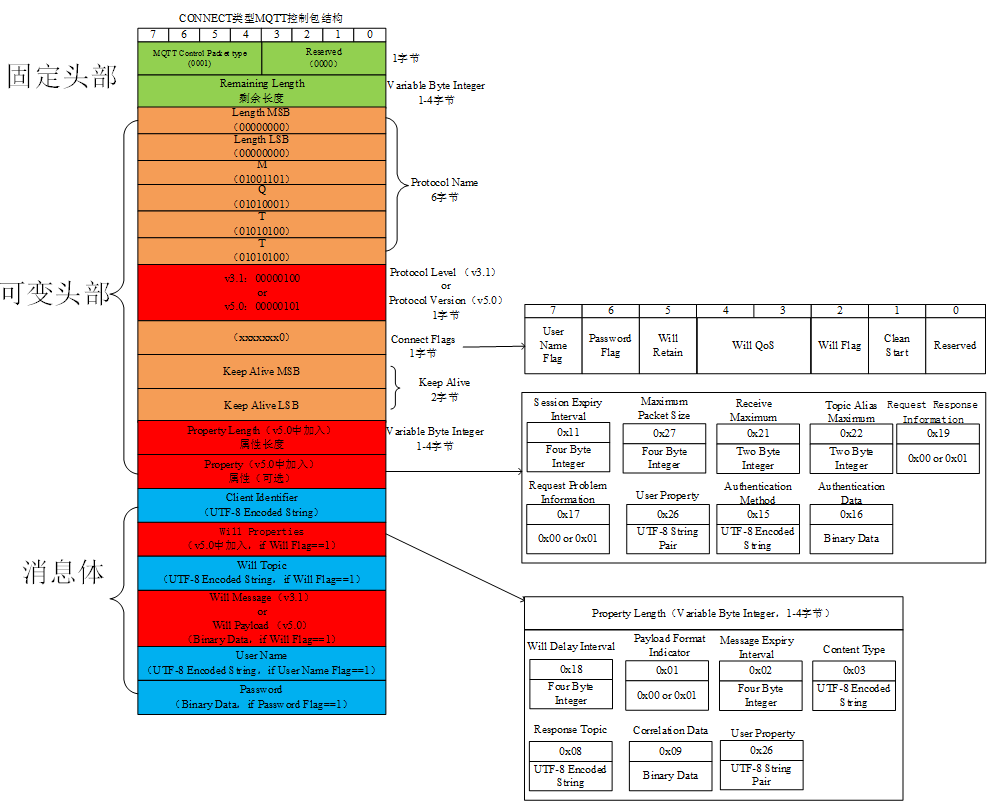 CONNECT类型MQTT控制包结构
7 6 5 4 3 2 1 0
固定头部
MQTT Control Packet type
(0001)
Reserved
（0000）
1字节
Remaining Length
剩余长度
Variable Byte Integer
1-4字节
可变头部
Length MSB
（00000000）
Length LSB
（00000000）
M
（01001101）
Q
（01010001）
T
（01010100）
T
（01010100）
Protocol Name
6字节
v3.1：00000100
or
v5.0：00000101
Protocol Level （v3.1）
or
Protocol Version（v5.0）
1字节
（xxxxxxx0）
Connect Flags
1字节
Keep Alive MSB
Keep Alive LSB
Keep Alive
2字节
Property Length（v5.0中加入）
属性长度
Variable Byte Integer
1-4字节
Property（v5.0中加入）
属性（可选）
消息体
Client Identifier
（UTF-8 Encoded String）
Will Properties
（v5.0中加入，if Will Flag==1）
Will Topic
（UTF-8 Encoded String，if Will Flag==1）
Will Message（v3.1）
or
Will Payload （v5.0）
（Binary Data，if Will Flag==1）
User Name
（UTF-8 Encoded String，if User Name Flag==1）
Password
（Binary Data，if Password Flag==1）
7 6 5 4 3 2 1 0
User
Name
Flag
Password
Flag
Will
Retain
Will QoS
Will Flag
Clean
Start
Reserved
Session Expiry
Interval
0x11
Four Byte
Integer
Maximum
Packet Size
0x27
Four Byte
Integer
Receive
Maximum
0x21
Two Byte
Integer
Topic Alias
Maximum
0x22
Two Byte
Integer
Request Response
Information
0x19
0x00 or 0x01
Request Problem
Information
0x17
0x00 or 0x01
User Property
0x26
UTF-8 String
Pair
Authentication
Method
0x15
UTF-8 Encoded
String
Authentication
Data
0x16
Binary Data
Property Length（Variable Byte Integer，1-4字节）
Will Delay Interval
0x18
Four Byte
Integer
Payload Format
Indicator
0x01
0x00 or 0x01
Message Expiry
Interval
0x02
Four Byte
Integer
Content Type
0x03
UTF-8 Encoded
String
Response Topic
0x08
UTF-8 Encoded
String
Correlation Data
0x09
Binary Data
User Property
0x26
UTF-8 String
Pair